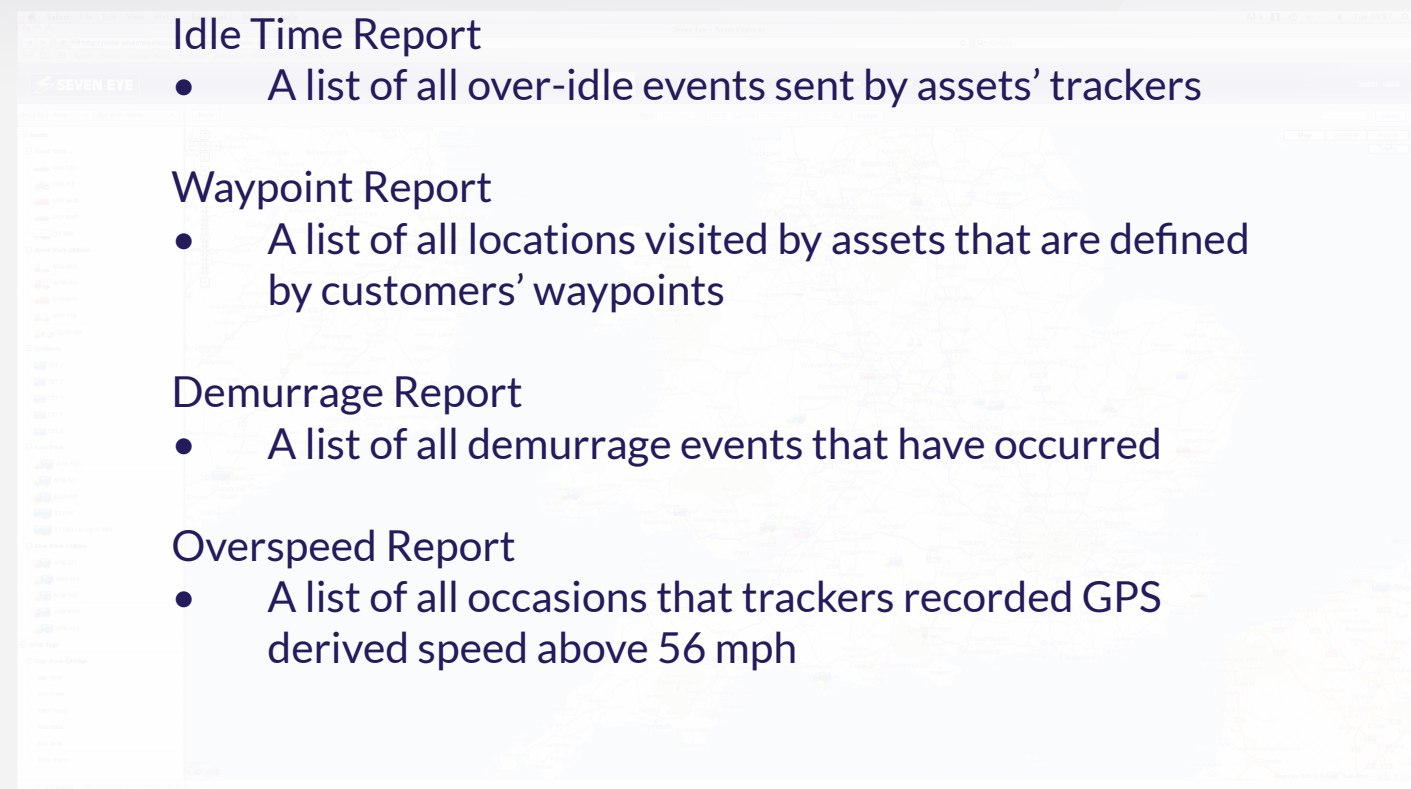 Idle Time Report
• A list of all over-idle events sent by assets’ trackers
Waypoint Report
• A list of all locations visited by assets that are defined
by customers’ waypoints
Demurrage Report
• A list of all demurrage events that have occurred
Overspeed Report
• A list of all occasions that trackers recorded GPS
derived speed above 56 mph
SEVEN EYE